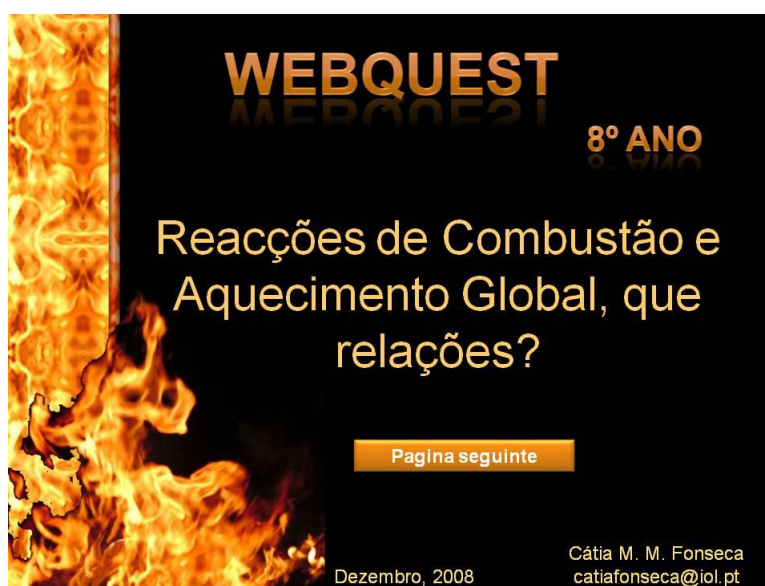 WEBQUEST
8º ANO
Reacções de Combustão e
Aquecimento Global, que
relações?
Pagina seguinte
Cátia M. M. Fonseca
Dezembro, 2008
catiafonseca@iol.pt